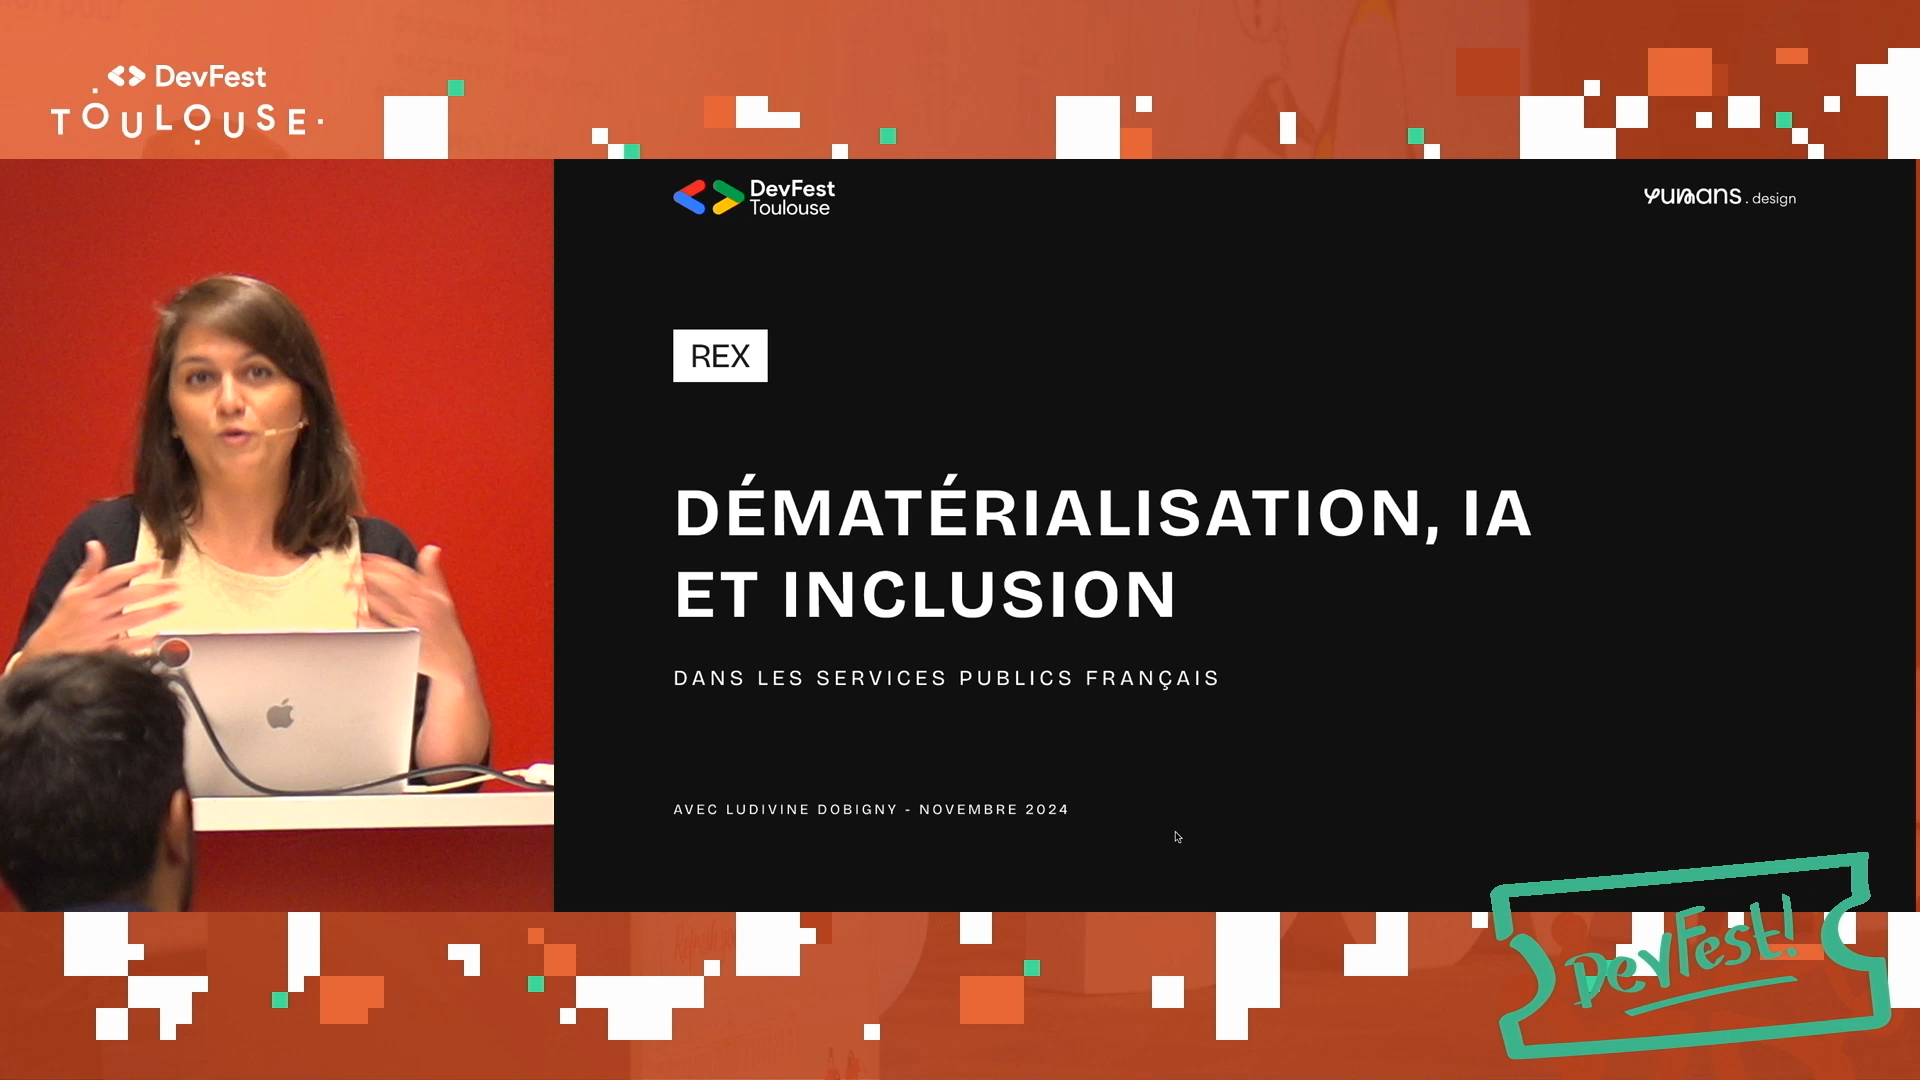 DevFest
TOULOUSE
DevFest
Toulouse
yumans.design
REX
DÉMATÉRIALISATION, IA
ET INCLUSION
DANS LES SERVICES PUBLICS FRANÇAIS
AVEC LUDIVINE DOBIGNY - NOVEMBRE 2024
DevFest!